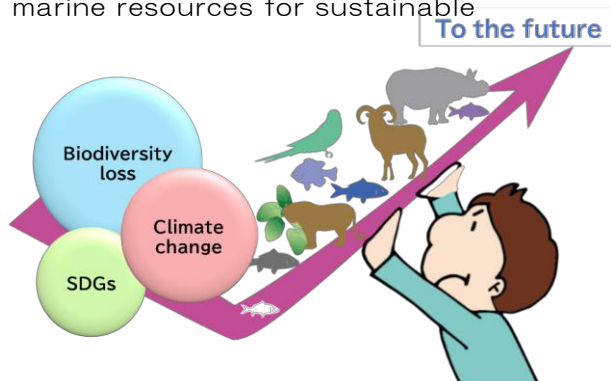 marine resources for sustainable
To the future
Biodiversity
loss
Climate
change
SDGs